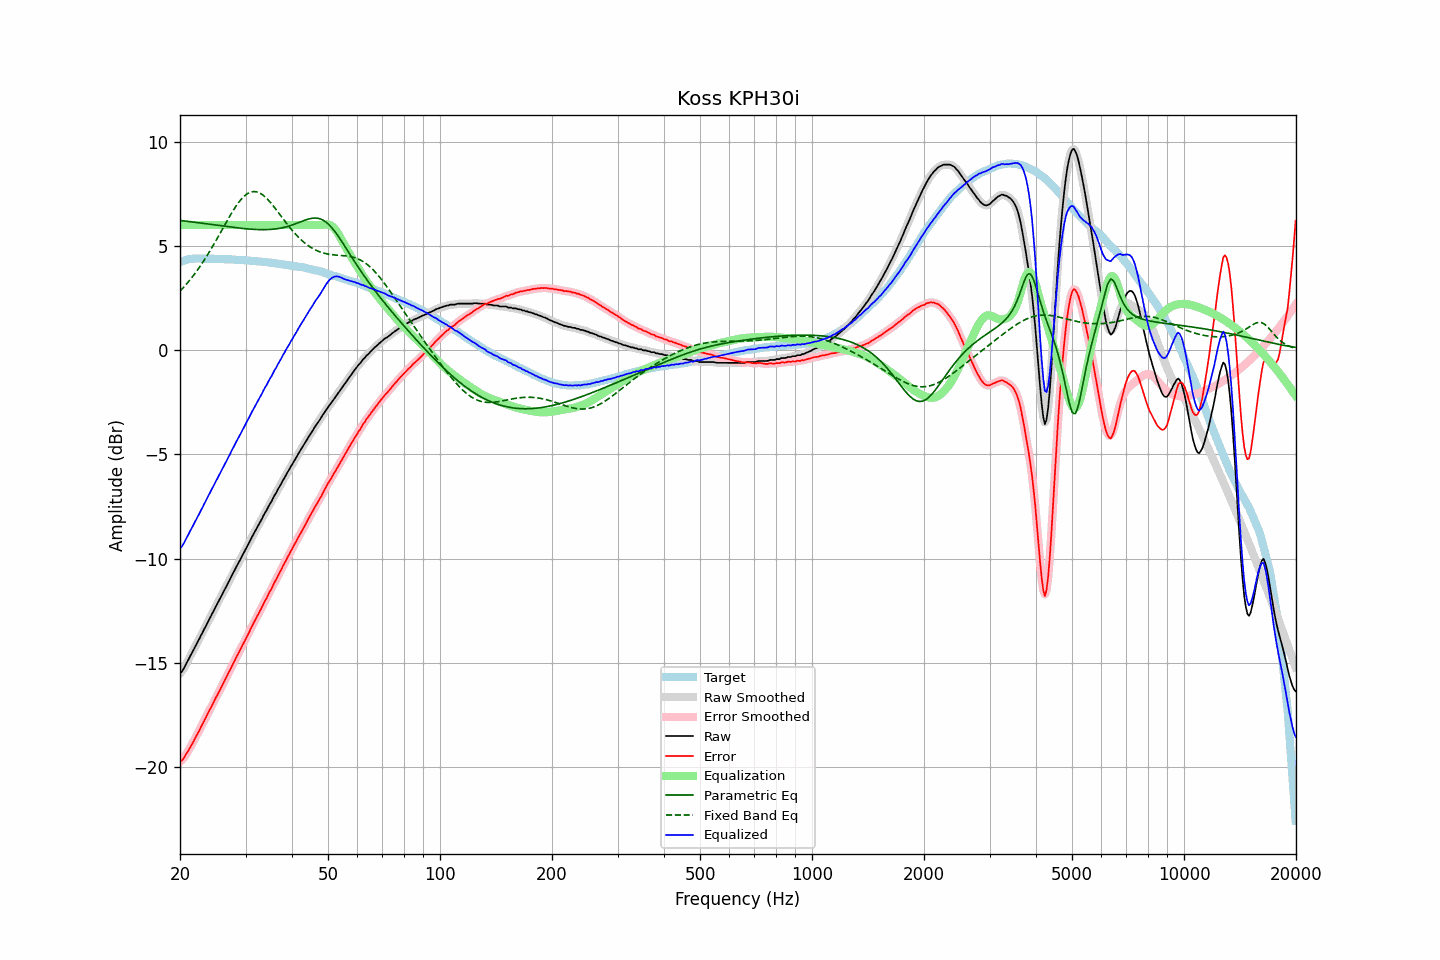 Koss KPH30i
10
5
0
−5
−10
−15
−20
Amplitude (dBr)
Target
Raw Smoothed
Error Smoothed
Raw
Error
Equalization
Parametric Eq
Fixed Band Eq
Equalized
20 50 100 200 500 1000 2000 5000 10000 20000
Frequency (Hz)